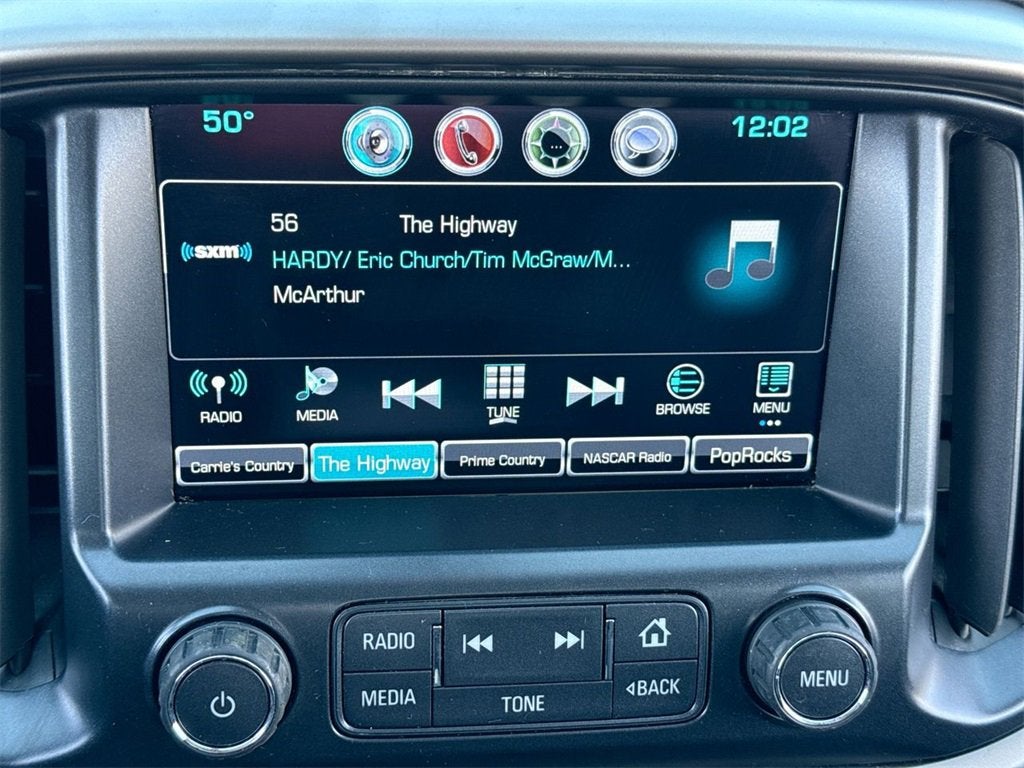 50° 12:02
56 The Highway
((sxm))
HARDY/ Eric Church/Tim McGraw/M...
McArthur
RADIO MEDIA TUNE BROWSE MENU
Carrie's Country The Highway Prime Country NASCAR Radio PopRocks
RADIO
MEDIA TONE BACK
MENU